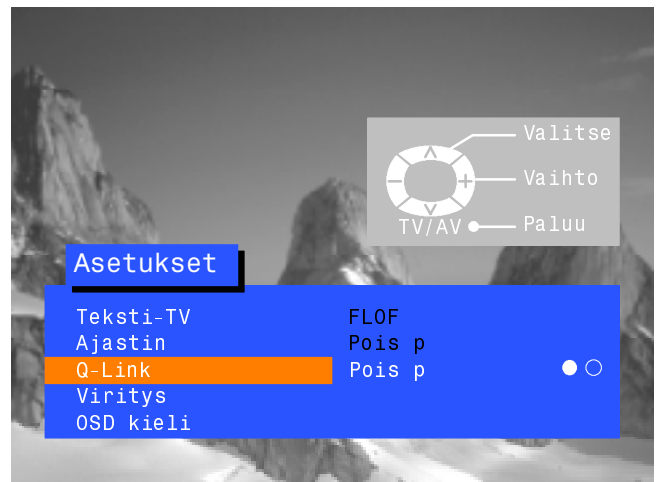 Valitse
Vaihto
TV/AV Paluu
Asetukset
Teksti-TV FLOF
Ajastin Pois p
Q-Link Pois p
Viritys
OSD kieli